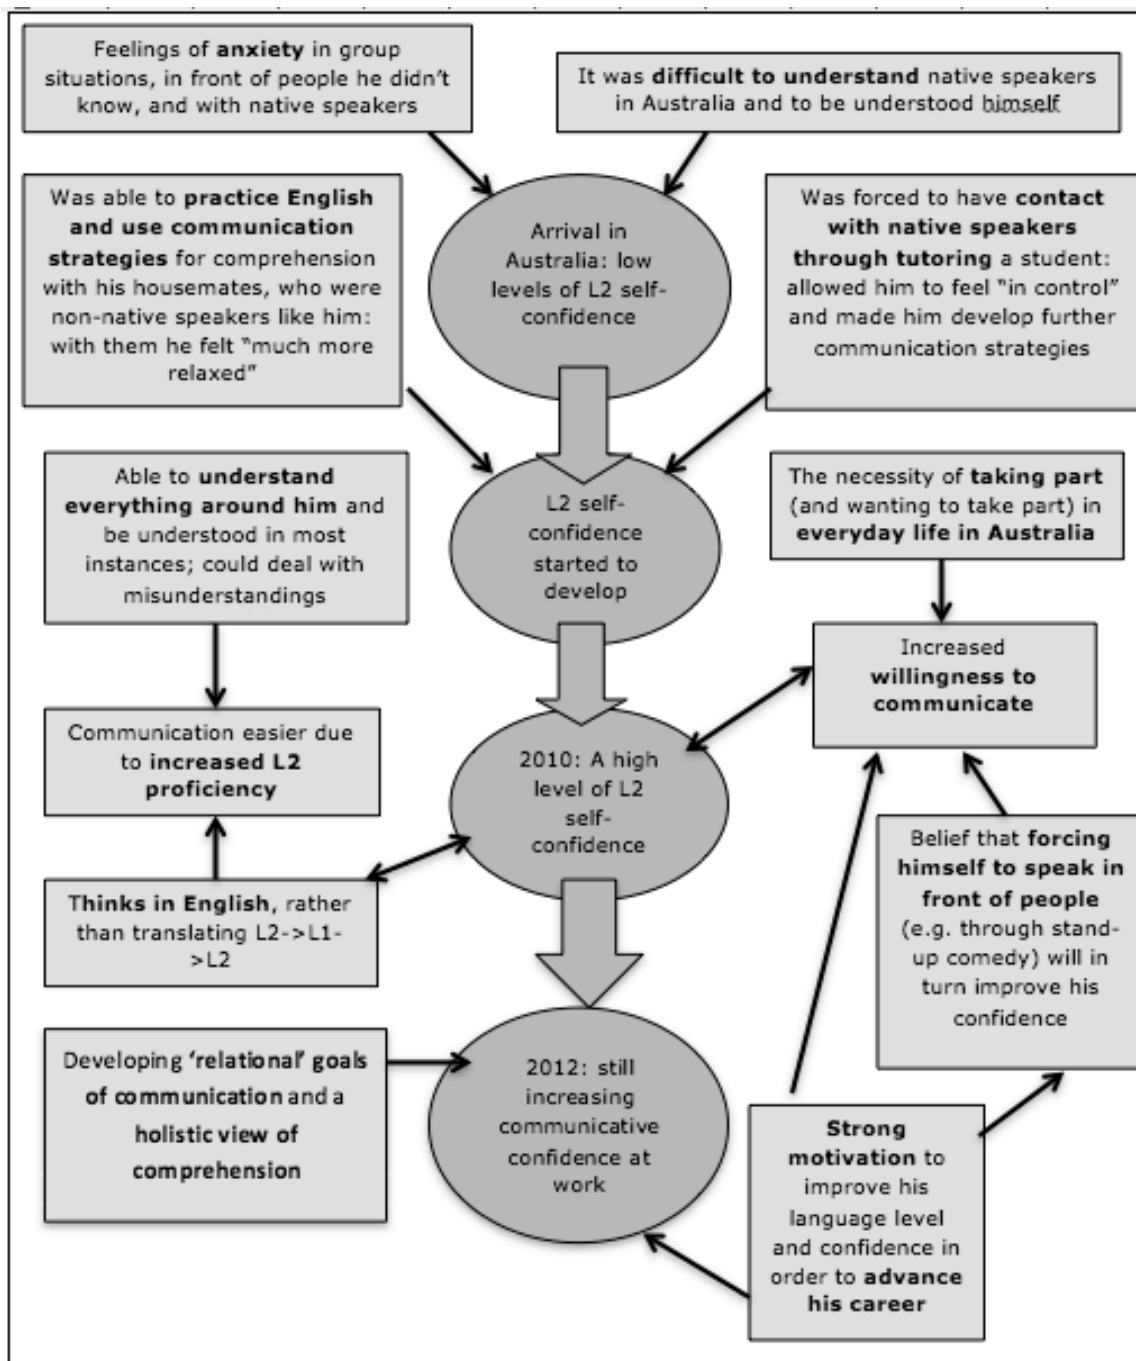 Feelings of anxiety in group
situations, in front of people he didn't
know, and with native speakers
It was difficult to understand native speakers
in Australia and to be understood himself
Arrival in
Australia: low
levels of L2 self-
confidence
Was able to practice English
and use communication
strategies for comprehension
with his housemates, who were
non-native speakers like him:
with them he felt "much more
relaxed"
Was forced to have contact
with native speakers
through tutoring a student:
allowed him to feel "in control"
and made him develop further
communication strategies
L2 self-
confidence
started to
develop
Able to understand
everything around him and
be understood in most
instances; could deal with
misunderstandings
The necessity of taking part
(and wanting to take part) in
everyday life in Australia
Increased
willingness to
communicate
Communication easier due
to increased L2
proficiency
2010: A high
level of L2
self-
confidence
Belief that forcing
himself to speak in
front of people
(e.g. through stand-
up comedy) will in
turn improve his
confidence
Thinks in English, rather
than translating L2->L1-
>L2
Developing 'relational' goals
of communication and a
holistic view of
comprehension
2012: still
increasing
communicative
confidence at
work
Strong
motivation to
improve his
language level
and confidence in
order to advance
his career